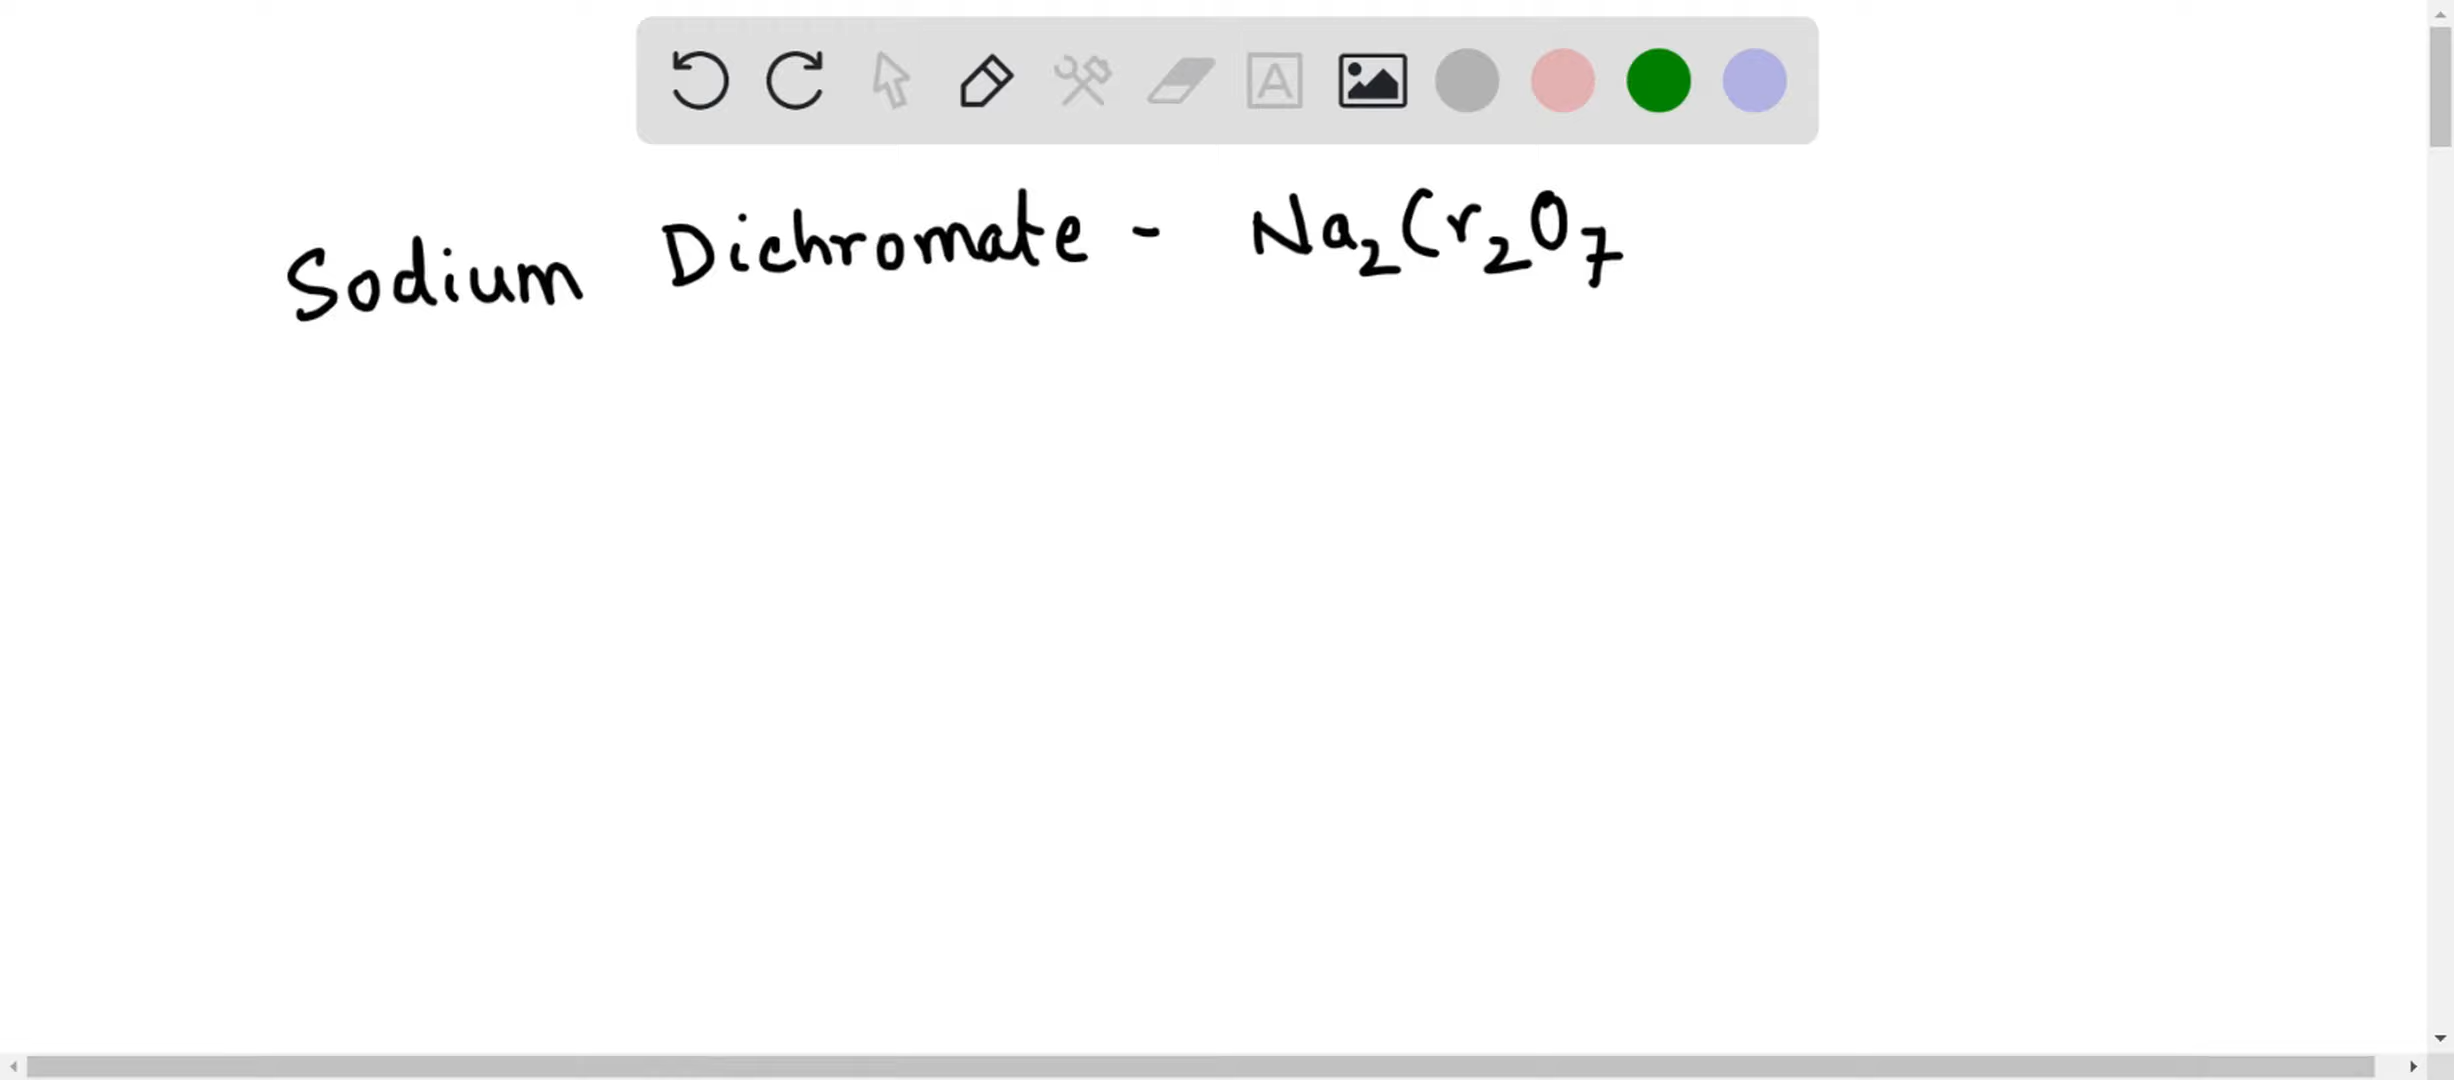 A
Sodium Dichromate - Na₂Cr₂O₇